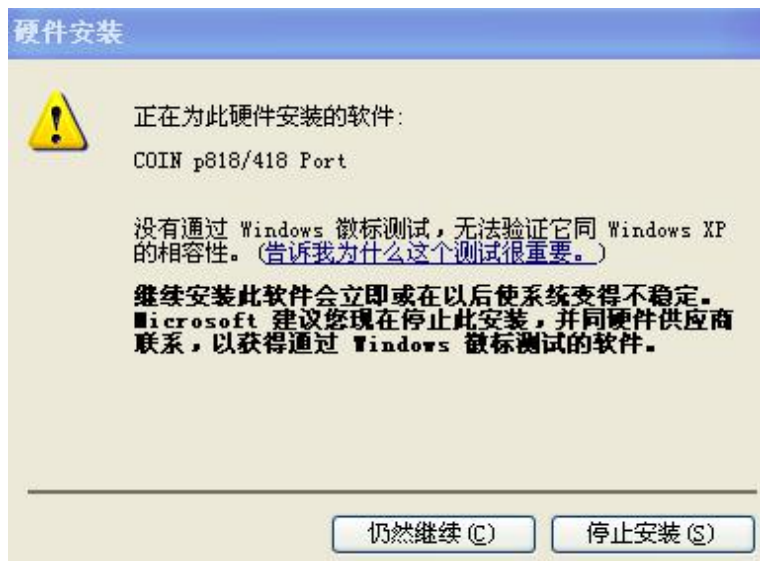 硬件安装
正在为此硬件安装的软件:
COIN p818/418 Port
没有通过 Windows 徽标测试，无法验证它同 Windows XP
的相容性。(告诉我为什么这个测试很重要。)
继续安装此软件会立即或在以后使系统变得不稳定。
Microsoft 建议您现在停止此安装，并同硬件供应商
联系，以获得通过 Windows 徽标测试的软件。
仍然继续(C) 停止安装(S)